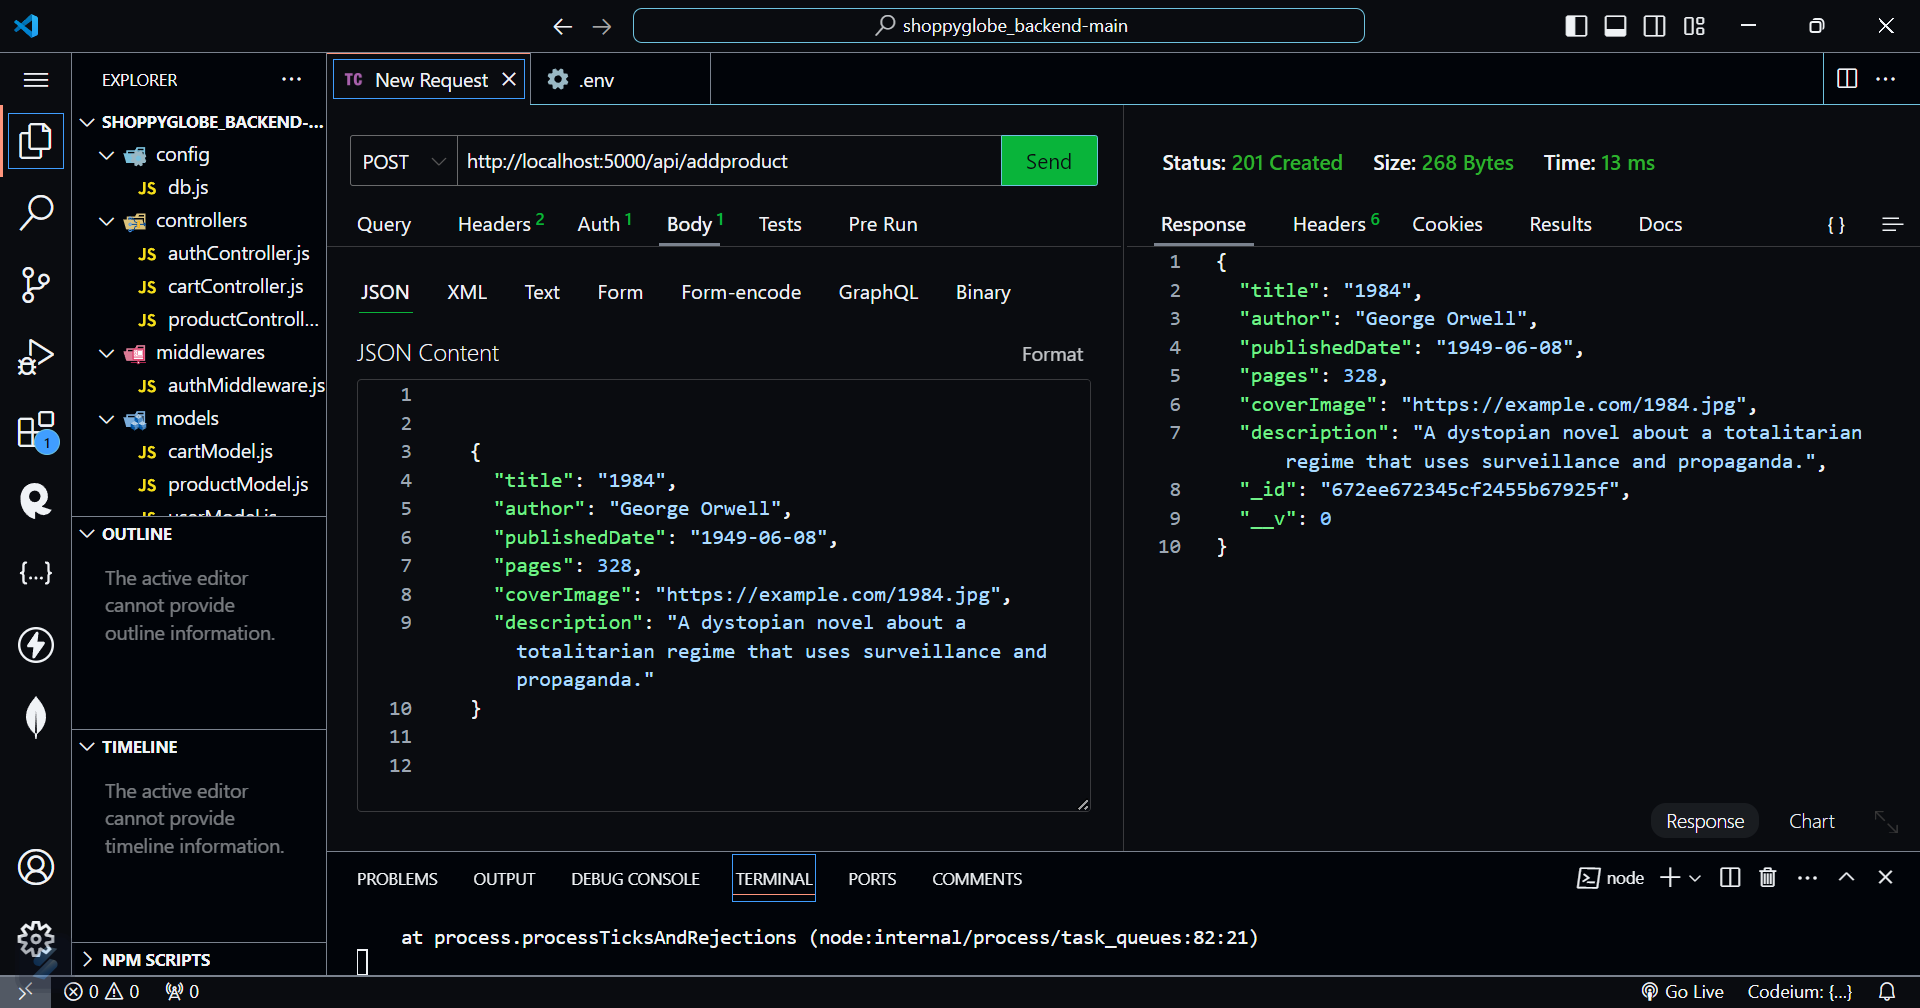 shoppyglobe_backend-main
EXPLORER
SHOPPYGLOBE_BACKEND-...
config
JS db.js
controllers
JS authController.js
JS cartController.js
JS productControll...
middlewares
JS authMiddleware.js
models
JS cartModel.js
JS productModel.js
JS userModel.js
OUTLINE
The active editor
cannot provide
outline information.
TIMELINE
The active editor
cannot provide
timeline information.
NPM SCRIPTS
1
{...}
TC New Request
.env
POST http://localhost:5000/api/addproduct Send
Query Headers 2 Auth 1 Body 1 Tests Pre Run
JSON XML Text Form Form-encode GraphQL Binary
JSON Content Format
1
2
3 {
4 "title": "1984",
5 "author": "George Orwell",
6 "publishedDate": "1949-06-08",
7 "pages": 328,
8 "coverImage": "https://example.com/1984.jpg",
9 "description": "A dystopian novel about a
totalitarian regime that uses surveillance and
propaganda."
10 }
11
12
Status: 201 Created Size: 268 Bytes Time: 13 ms
Response Headers 6 Cookies Results Docs { }
1 {
2 "title": "1984",
3 "author": "George Orwell",
4 "publishedDate": "1949-06-08",
5 "pages": 328,
6 "coverImage": "https://example.com/1984.jpg",
7 "description": "A dystopian novel about a totalitarian
regime that uses surveillance and propaganda.",
8 "_id": "672ee672345cf2455b67925f",
9 "__v": 0
10 }
Response Chart
PROBLEMS OUTPUT DEBUG CONSOLE TERMINAL PORTS COMMENTS node
at process.processTicksAndRejections (node:internal/process/task_queues:82:21)
0 0 0 Go Live Codeium: {...}